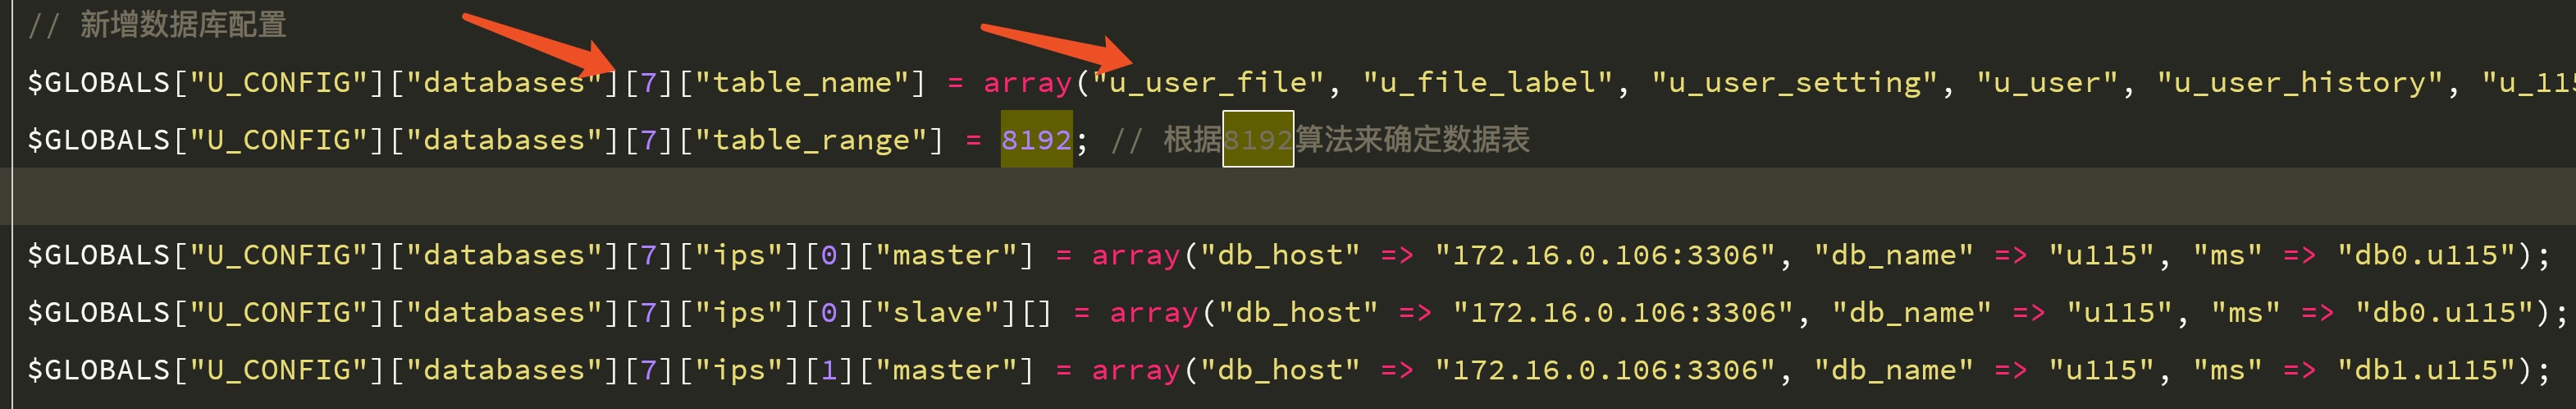 // 新增数据库配置
$GLOBALS["U_CONFIG"]["databases"][7]["table_name"] = array("u_user_file", "u_file_label", "u_user_setting", "u_user", "u_user_history", "u_115
$GLOBALS["U_CONFIG"]["databases"][7]["table_range"] = 8192; // 根据8192算法来确定数据表
$GLOBALS["U_CONFIG"]["databases"][7]["ips"][0]["master"] = array("db_host" => "172.16.0.106:3306", "db_name" => "u115", "ms" => "db0.u115");
$GLOBALS["U_CONFIG"]["databases"][7]["ips"][0]["slave"][] = array("db_host" => "172.16.0.106:3306", "db_name" => "u115", "ms" => "db0.u115");
$GLOBALS["U_CONFIG"]["databases"][7]["ips"][1]["master"] = array("db_host" => "172.16.0.106:3306", "db_name" => "u115", "ms" => "db1.u115");